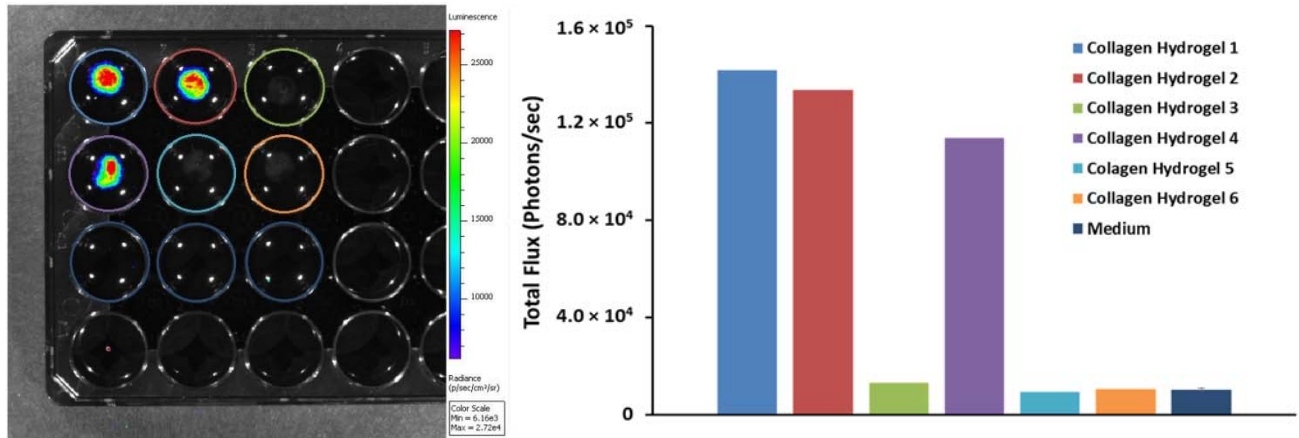 Luminescence
25000
20000
15000
10000
Radiance
(p/sec/cm²/sr)
Color Scale
Min = 6.16e3
Max = 2.72e4
Total Flux (Photons/sec)
1.6 × 10⁵
1.2 × 10⁵
8.0 × 10⁴
4.0 × 10⁴
0
Collagen Hydrogel 1
Collagen Hydrogel 2
Collagen Hydrogel 3
Collagen Hydrogel 4
Colagen Hydrogel 5
Collagen Hydrogel 6
Medium